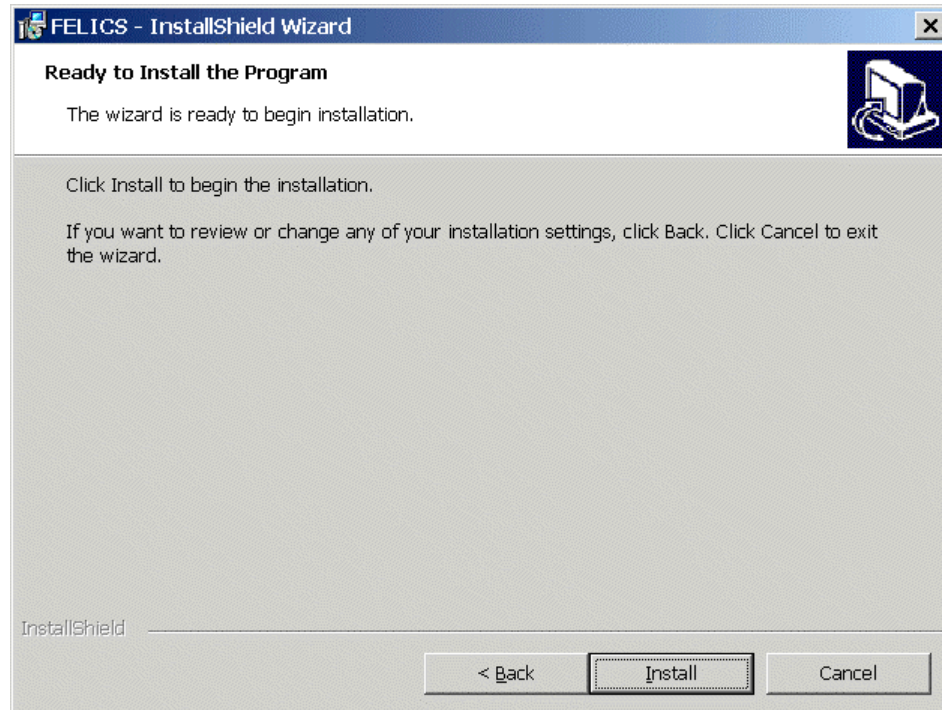 FELICS - InstallShield Wizard
Ready to Install the Program
The wizard is ready to begin installation.
Click Install to begin the installation.
If you want to review or change any of your installation settings, click Back. Click Cancel to exit
the wizard.
InstallShield
< Back Install Cancel